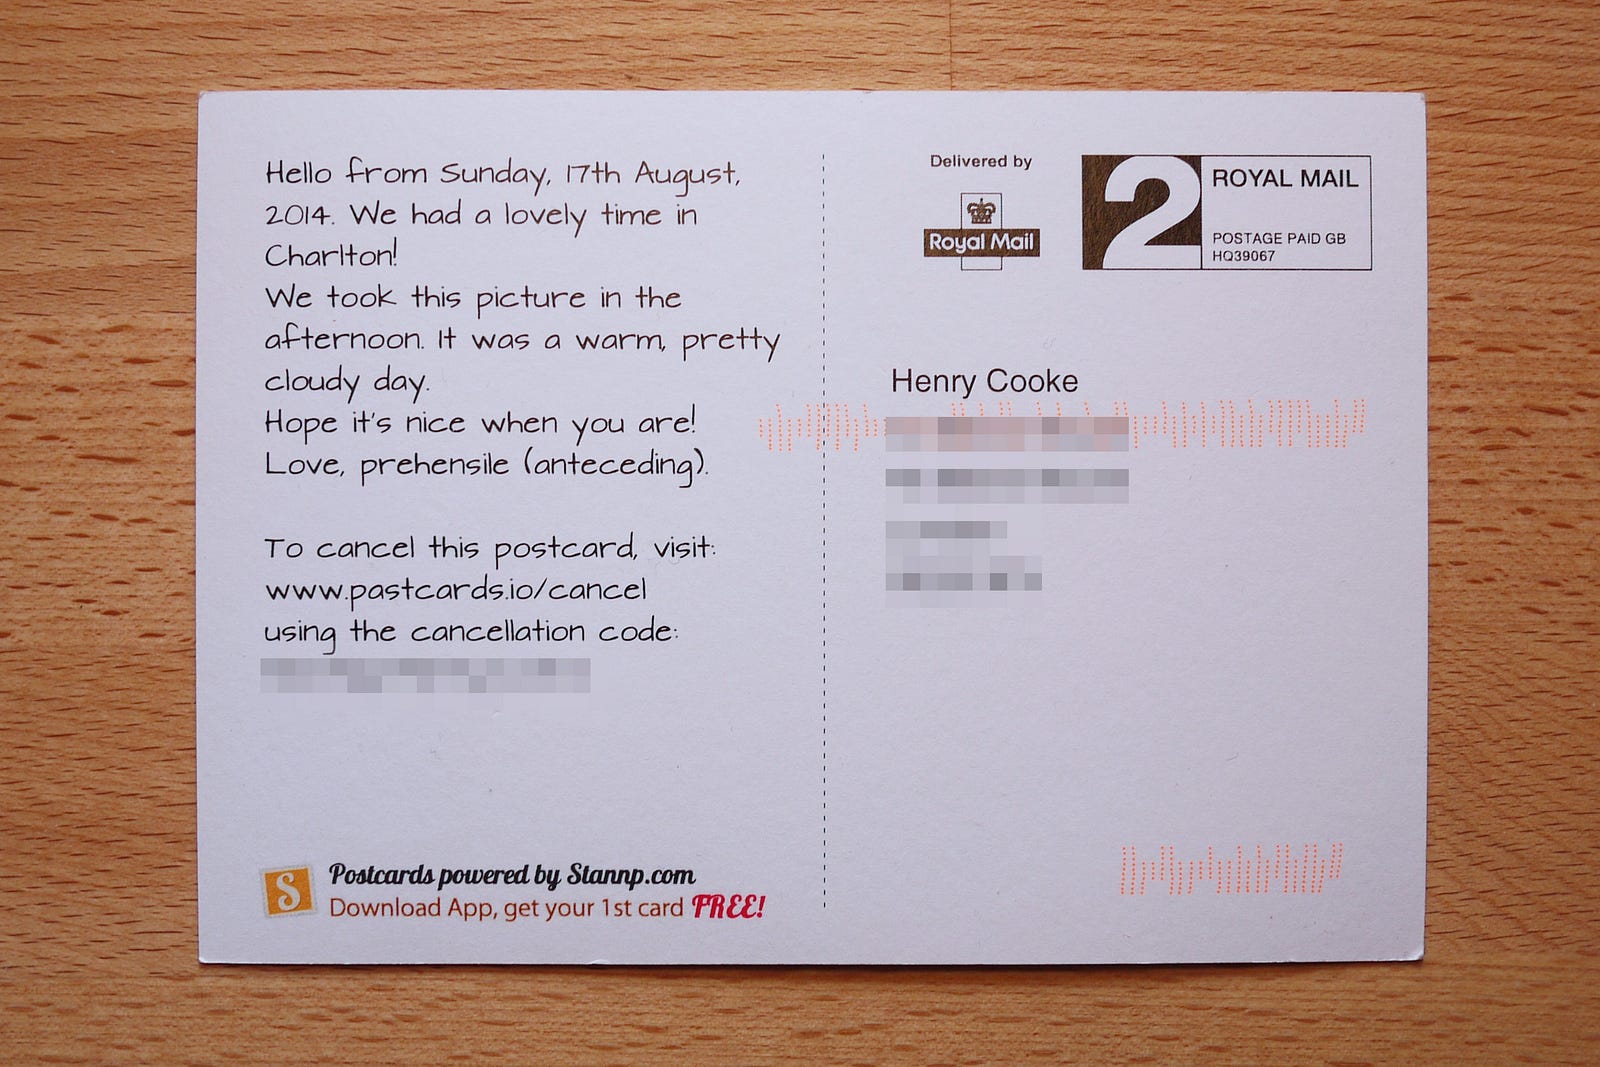 Hello from Sunday, 17th August,
2014. We had a lovely time in
Charlton!
We took this picture in the
afternoon. It was a warm, pretty
cloudy day.
Hope it's nice when you are!
Love, prehensile (anteceding).
To cancel this postcard, visit:
www.pastcards.io/cancel
using the cancellation code:
S
Postcards powered by Stannp.com
Download App, get your 1st card FREE!
Delivered by
Royal Mail
2
ROYAL MAIL
POSTAGE PAID GB
HQ39067
Henry Cooke